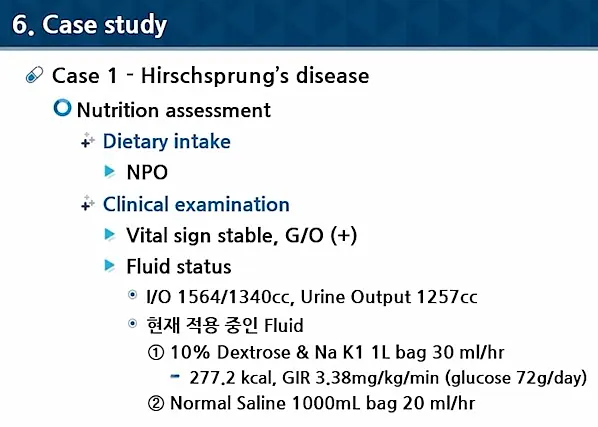 6. Case study
Case 1 - Hirschsprung's disease
Nutrition assessment
Dietary intake
NPO
Clinical examination
Vital sign stable, G/O (+)
Fluid status
I/O 1564/1340cc, Urine Output 1257cc
현재 적용 중인 Fluid
① 10% Dextrose & Na K1 1L bag 30 ml/hr
- 277.2 kcal, GIR 3.38mg/kg/min (glucose 72g/day)
② Normal Saline 1000mL bag 20 ml/hr